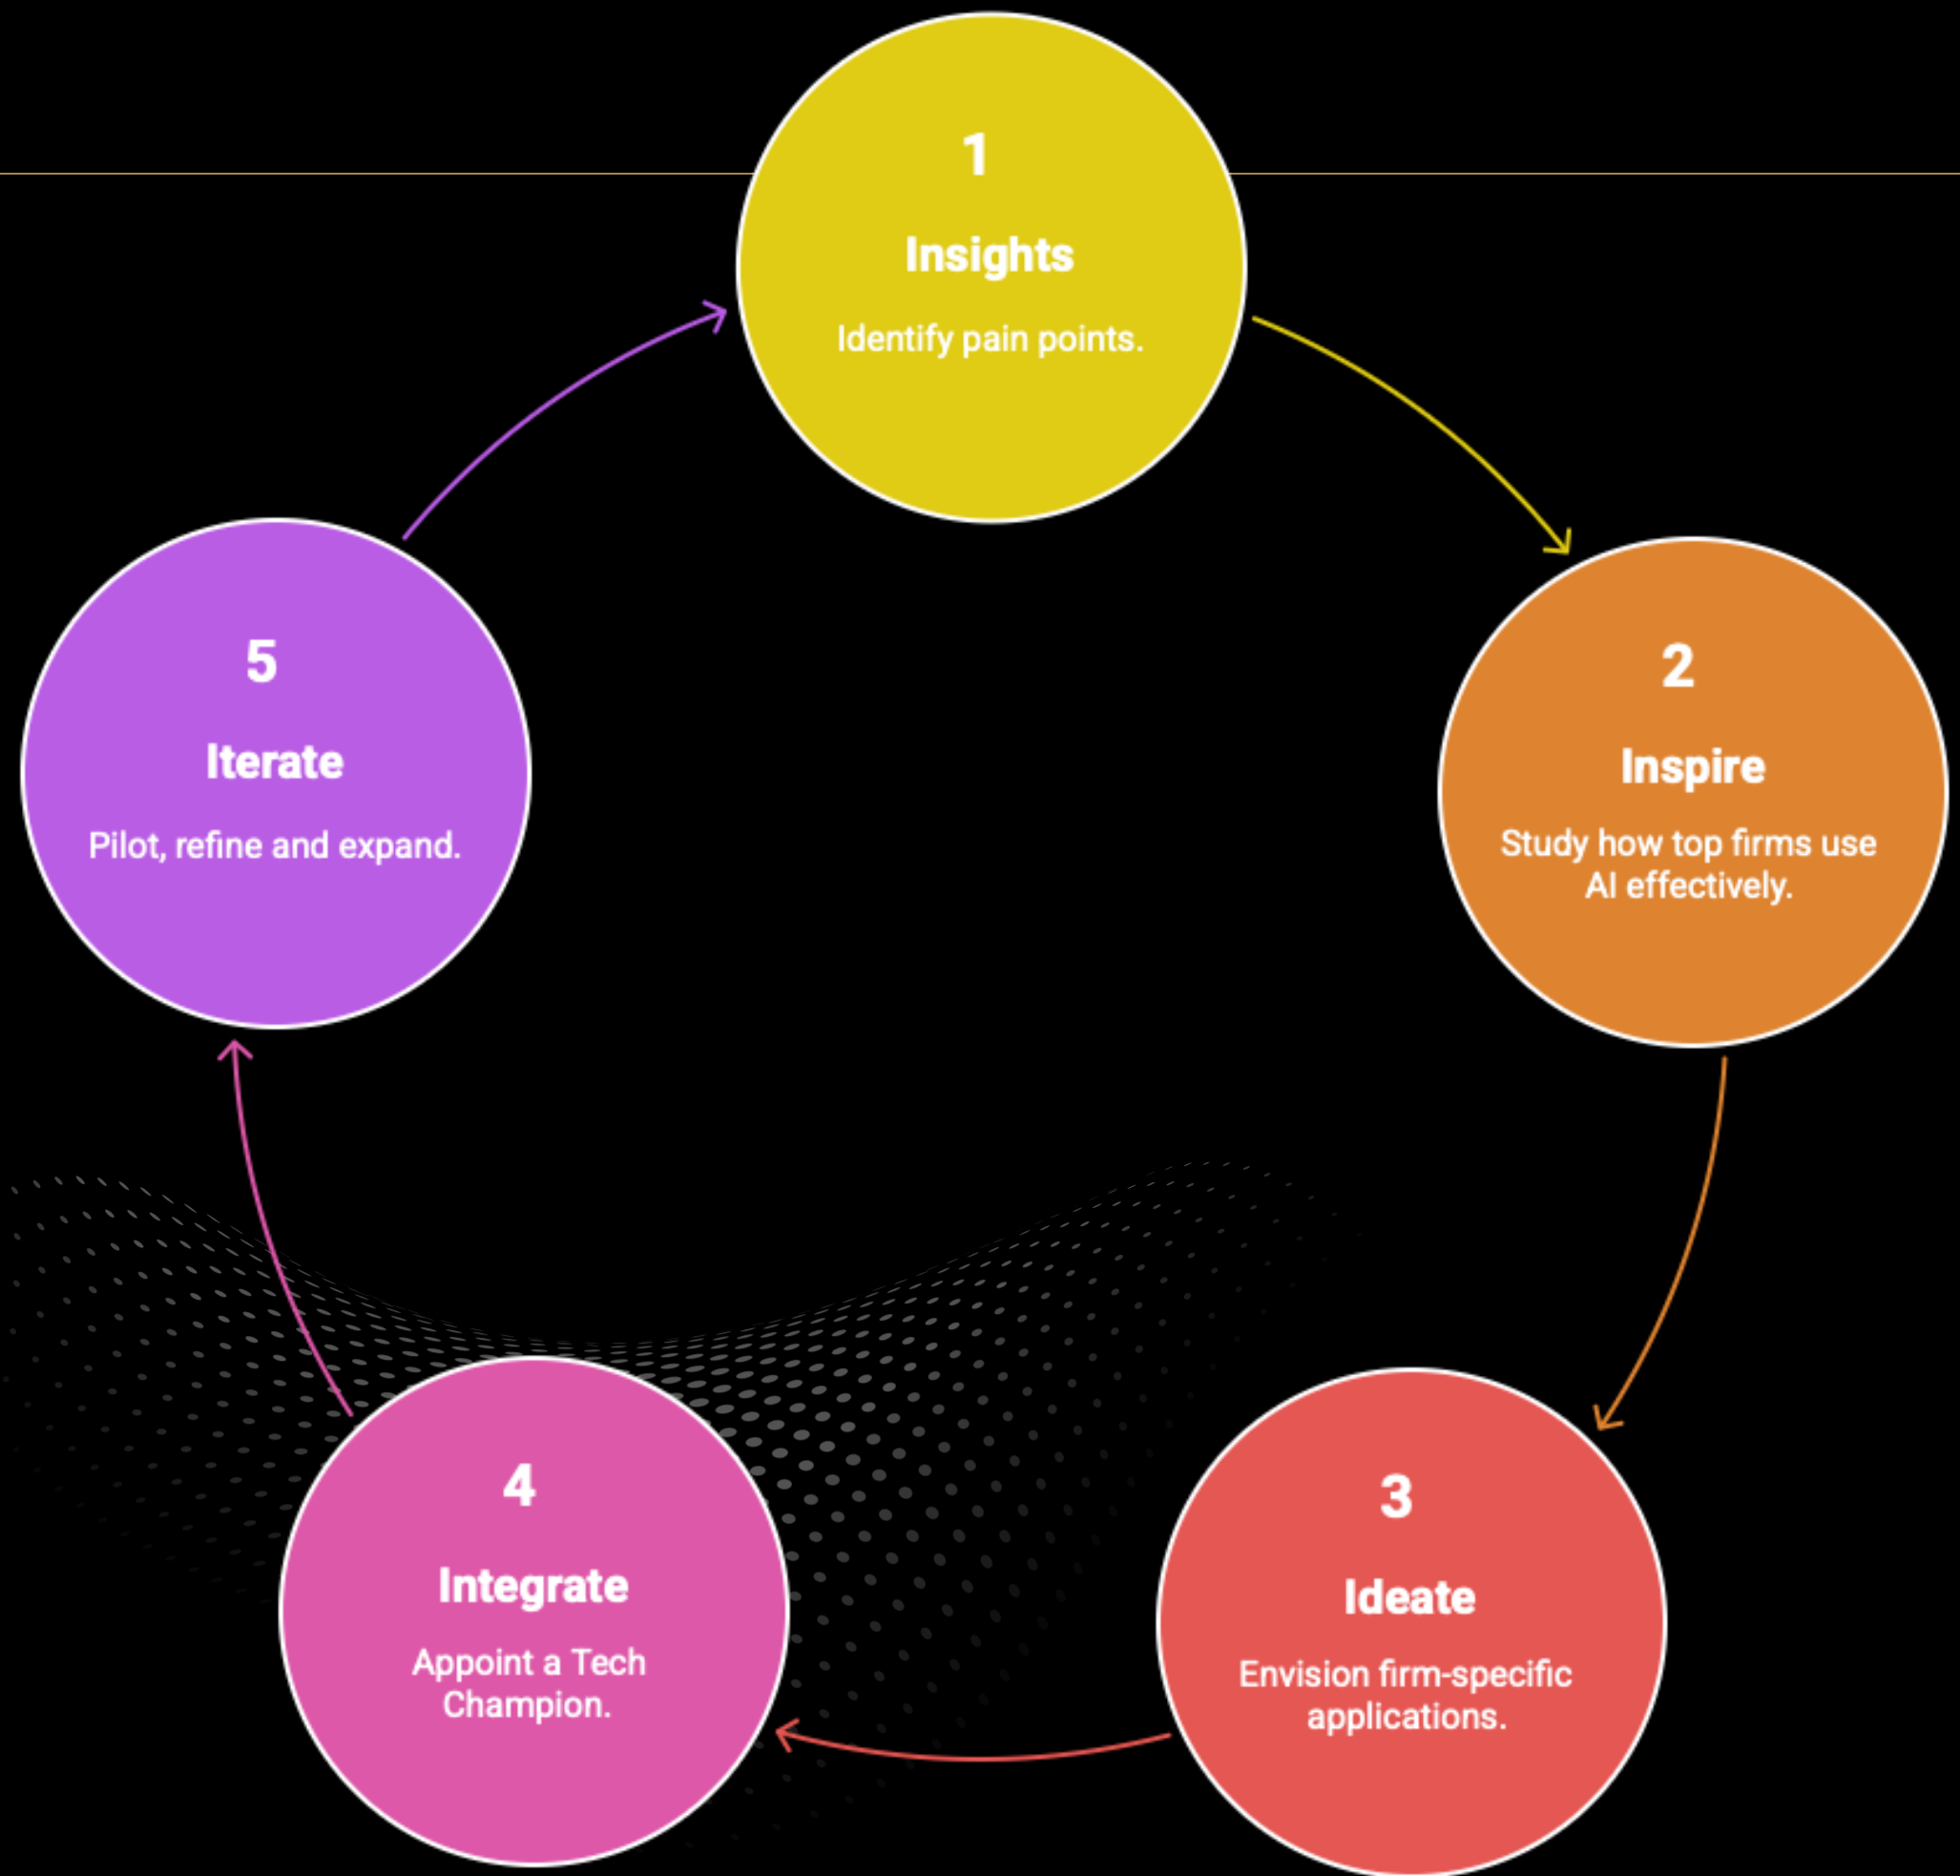 1
Insights
Identify pain points.
2
Inspire
Study how top firms use
AI effectively.
3
Ideate
Envision firm-specific
applications.
4
Integrate
Appoint a Tech
Champion.
5
Iterate
Pilot, refine and expand.